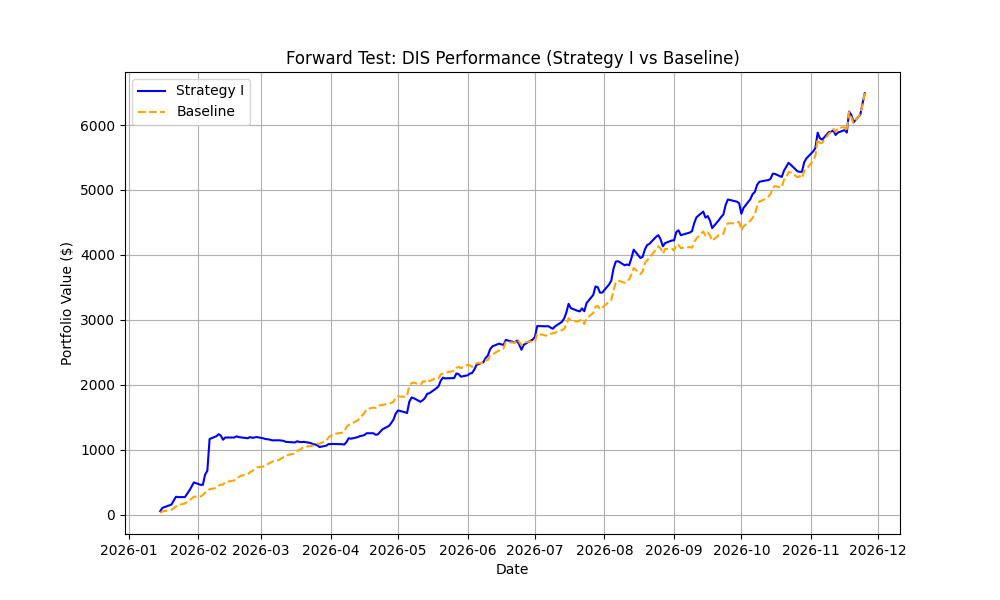 Forward Test: DIS Performance (Strategy I vs Baseline)
Strategy I
Baseline
Portfolio Value ($)
6000
5000
4000
3000
2000
1000
0
2026-01 2026-02 2026-03 2026-04 2026-05 2026-06 2026-07 2026-08 2026-09 2026-10 2026-11 2026-12
Date